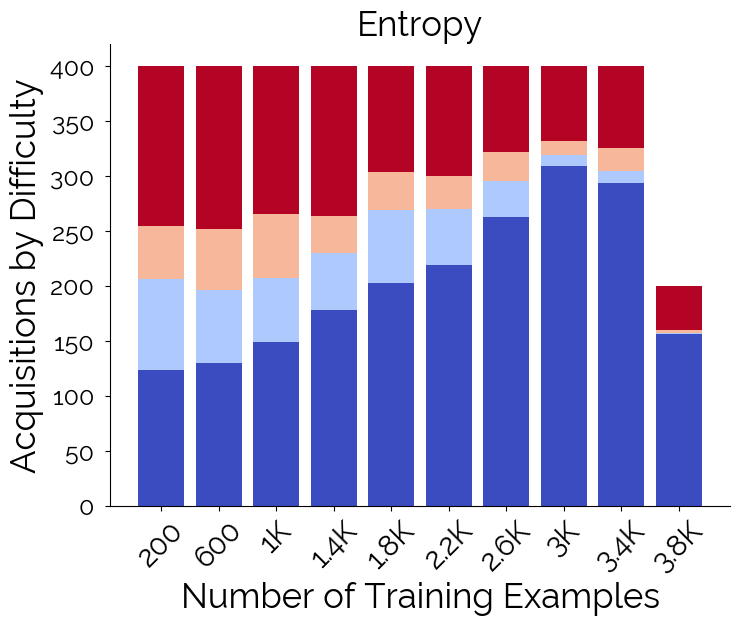 Entropy
Acquisitions by Difficulty
400
350
300
250
200
150
100
50
0
200 600 1K 1.4K 1.8K 2.2K 2.6K 3K 3.4K 3.8K
Number of Training Examples